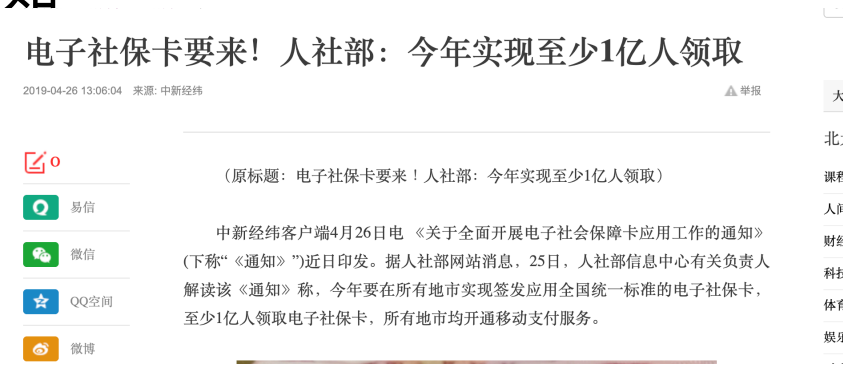 电子社保卡要来！人社部：今年实现至少1亿人领取
2019-04-26 13:06:04 来源: 中新经纬
举报
0
易信
微信
QQ空间
微博
（原标题：电子社保卡要来！人社部：今年实现至少1亿人领取）
中新经纬客户端4月26日电 《关于全面开展电子社会保障卡应用工作的通知》
(下称“《通知》”)近日印发。据人社部网站消息，25日，人社部信息中心有关负责人
解读该《通知》称，今年要在所有地市实现签发应用全国统一标准的电子社保卡，
至少1亿人领取电子社保卡，所有地市均开通移动支付服务。
大
北
课程
人间
财经
科技
体育
娱乐